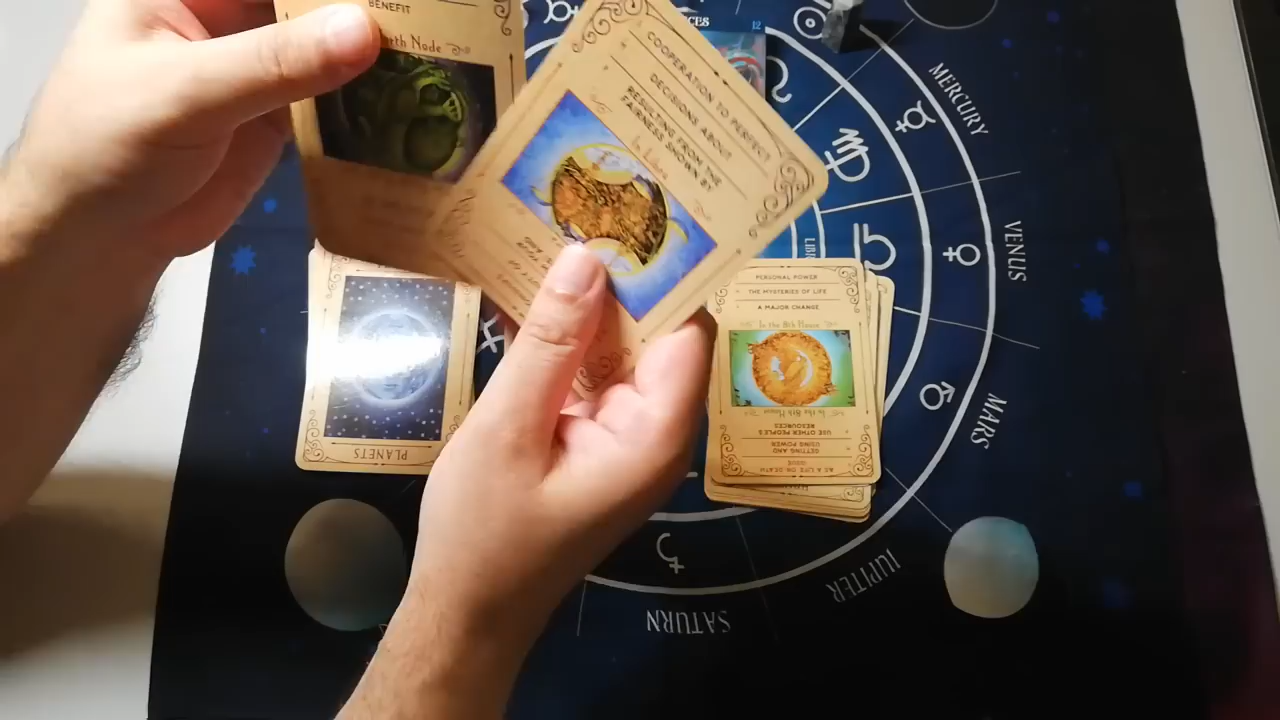 BENEFIT
North Node
COOPERATION TO PERFECT
DECISIONS ABOUT
RESULTING FROM THE
FAIRNESS SHOWN BY
In Libra
12
MERCURY
VENUS
MARS
JUPITER
SATURN
PLANETS
PERSONAL POWER
THE MYSTERIES OF LIFE
A MAJOR CHANGE
In the 8th House
In the 8th House
USE OTHER PEOPLE'S
RESOURCES
GETTING AND
USING POWER
AS A LIFE OR DEATH
ISSUE